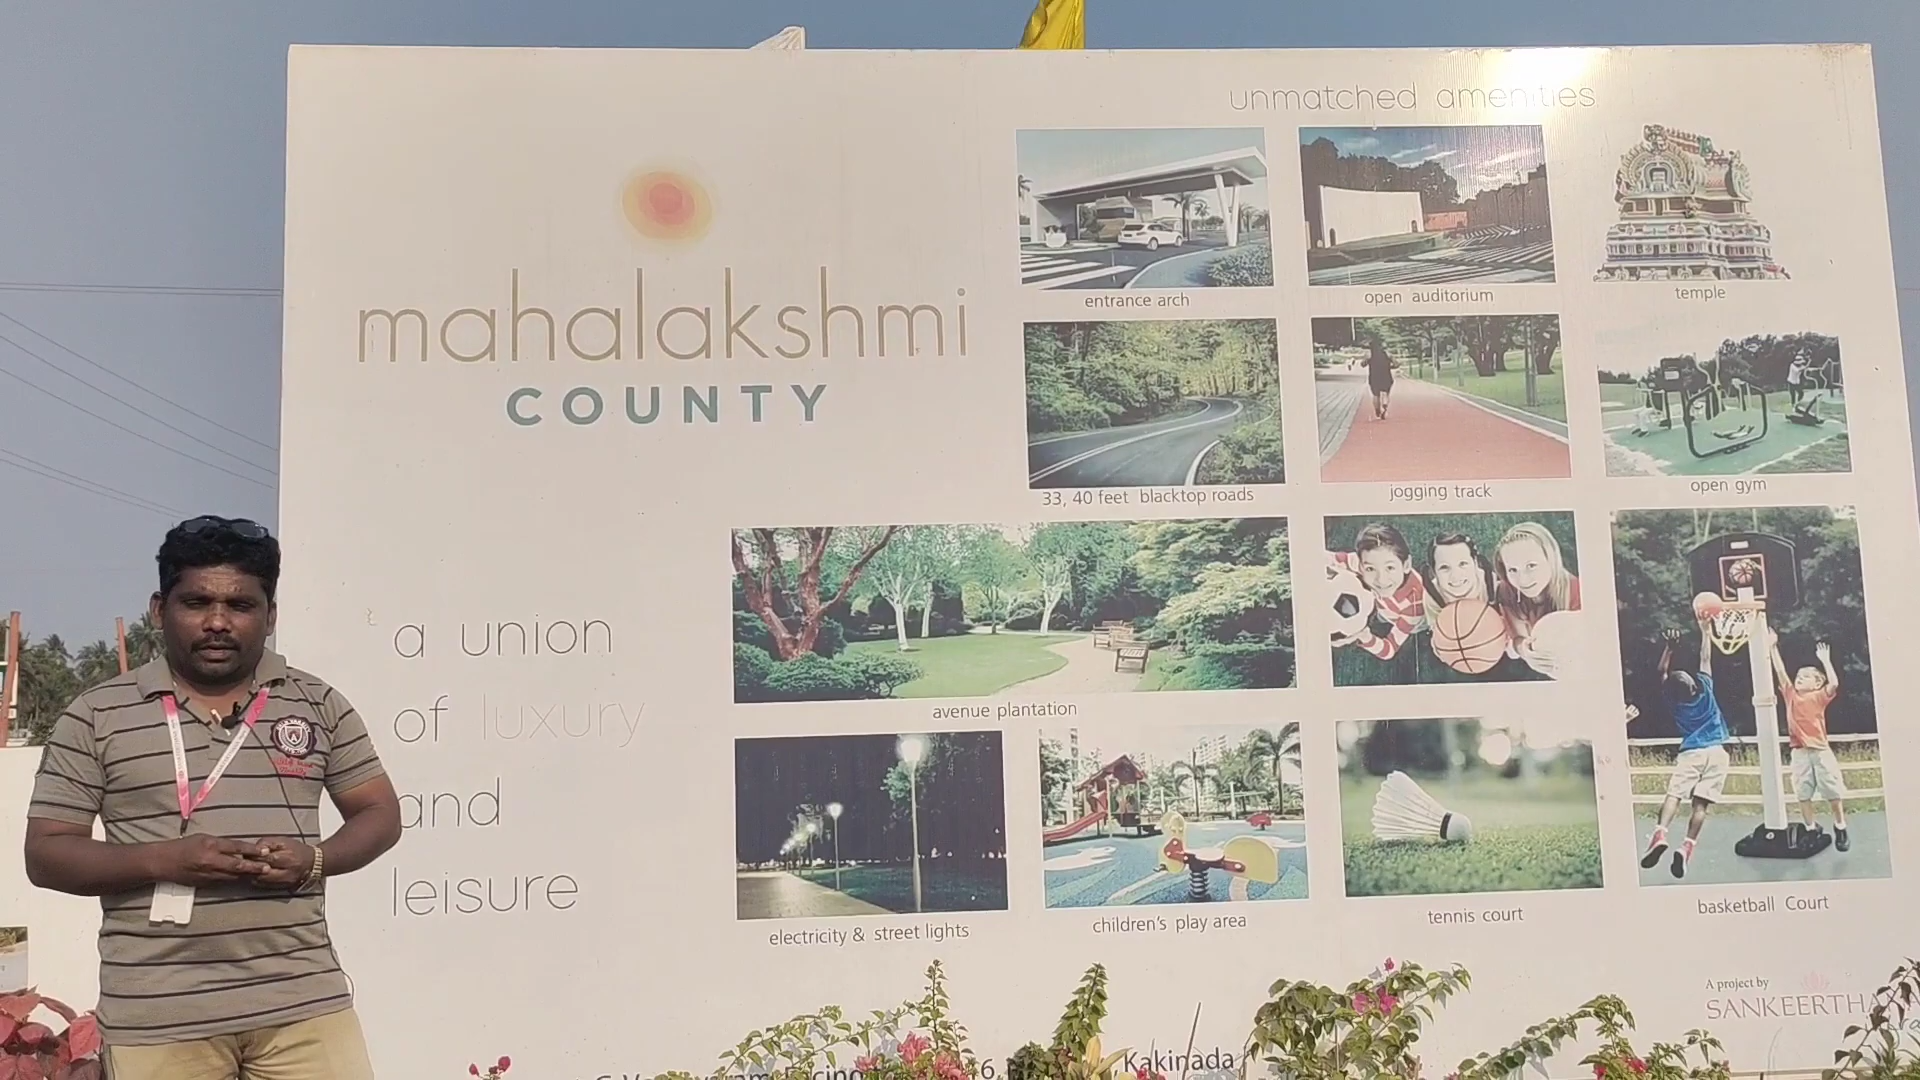 mahalakshmi
COUNTY
a union
of luxury
and
leisure
unmatched amenities
entrance arch
open auditorium
temple
33, 40 feet blacktop roads
jogging track
open gym
avenue plantation
electricity & street lights
children's play area
tennis court
basketball Court
A project by
Kakinada